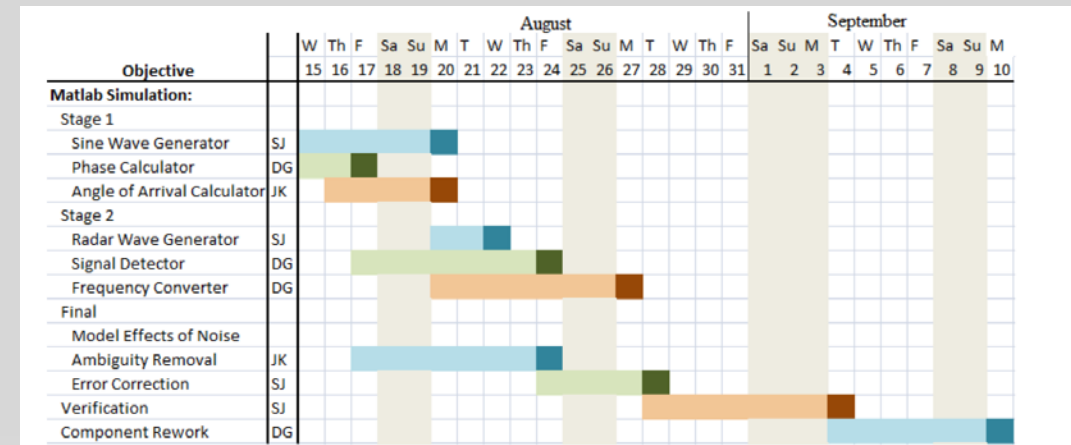 August September
W Th F Sa Su M T W Th F Sa Su M T W Th F Sa Su M T W Th F Sa Su M
Objective 15 16 17 18 19 20 21 22 23 24 25 26 27 28 29 30 31 1 2 3 4 5 6 7 8 9 10
Matlab Simulation:
Stage 1
Sine Wave Generator SJ
Phase Calculator DG
Angle of Arrival Calculator JK
Stage 2
Radar Wave Generator SJ
Signal Detector DG
Frequency Converter DG
Final
Model Effects of Noise
Ambiguity Removal JK
Error Correction SJ
Verification SJ
Component Rework DG